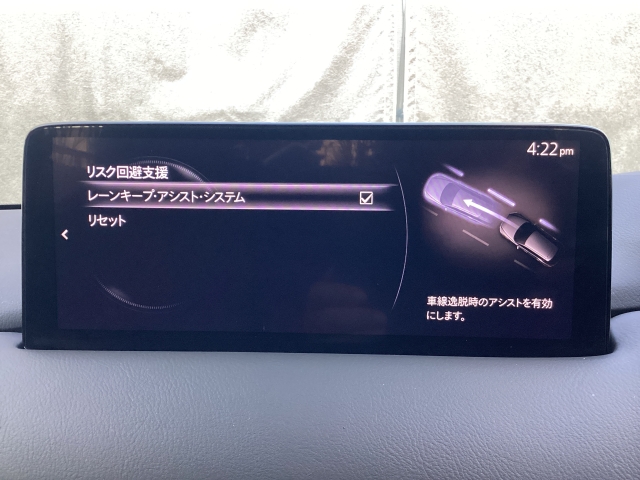 4:22pm
リスク回避支援
レーンキープ・アシスト・システム
リセット
車線逸脱時のアシストを有効
にします。